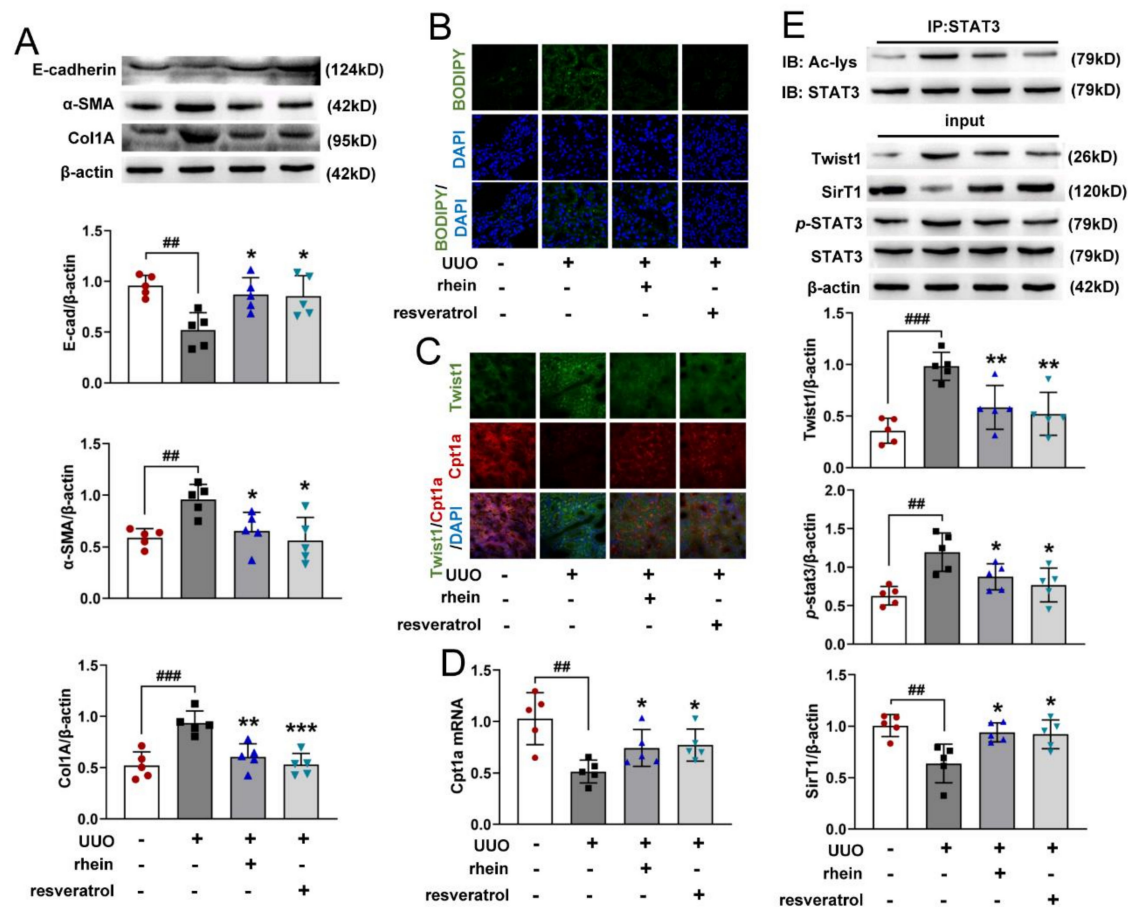 A
E-cadherin (124kD)
α-SMA (42kD)
Col1A (95kD)
β-actin (42kD)
E-cad/β-actin
1.5
1.0
0.5
0.0
##
*
*
α-SMA/β-actin
1.5
1.0
0.5
0.0
##
*
*
Col1A/β-actin
1.5
1.0
0.5
0.0
###
**
***
UUO - + + +
rhein - - + -
resveratrol - - - +
B
BODIPY
DAPI
BODIPY/
DAPI
UUO - + + +
rhein - - + -
resveratrol - - - +
C
Twist1
Cpt1a
Twist1/Cpt1a
/DAPI
UUO - + + +
rhein - - + -
resveratrol - - - +
D
Cpt1a mRNA
1.5
1.0
0.5
0.0
##
*
*
UUO - + + +
rhein - - + -
resveratrol - - - +
E
IP:STAT3
IB: Ac-lys (79kD)
IB: STAT3 (79kD)
input
Twist1 (26kD)
SirT1 (120kD)
p-STAT3 (79kD)
STAT3 (79kD)
β-actin (42kD)
Twist1/β-actin
1.5
1.0
0.5
0.0
###
**
**
p-stat3/β-actin
2.0
1.5
1.0
0.5
0.0
##
*
*
SirT1/β-actin
1.5
1.0
0.5
0.0
##
*
*
UUO - + + +
rhein - - + -
resveratrol - - - +